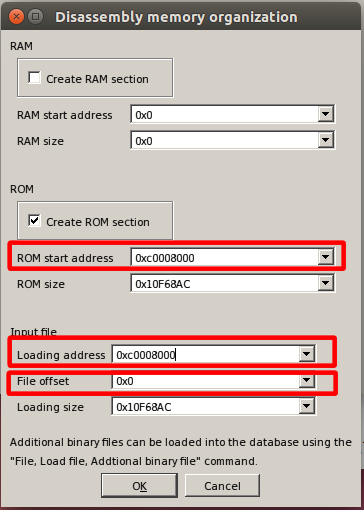 Disassembly memory organization
RAM
Create RAM section
RAM start address 0x0
RAM size 0x0
ROM
Create ROM section
ROM start address 0xc0008000
ROM size 0x10F68AC
Input file
Loading address 0xc0008000
File offset 0x0
Loading size 0x10F68AC
Additional binary files can be loaded into the database using the
"File, Load file, Addtional binary file" command.
OK Cancel